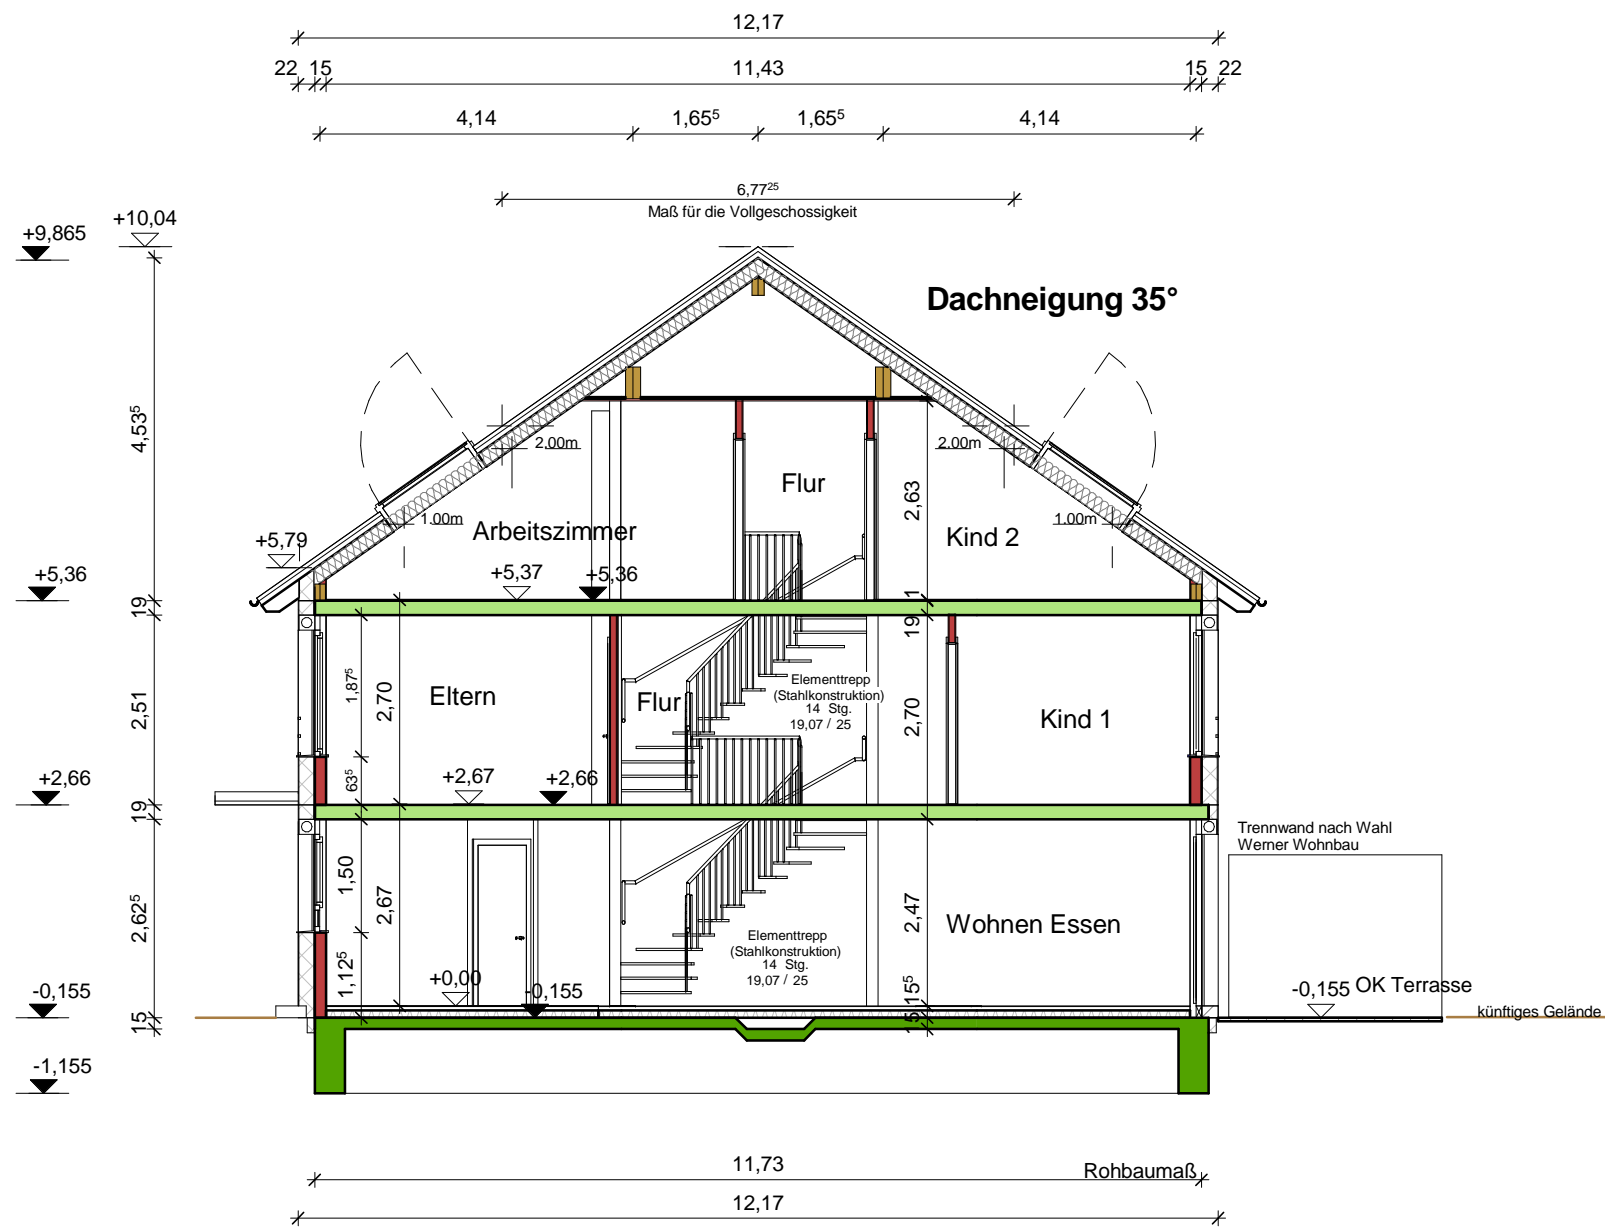 12,17
22 15 11,43 15 22
4,14 1,65⁵ 1,65⁵ 4,14
6,77²⁵
Maß für die Vollgeschossigkeit
+10,04
+9,865
Dachneigung 35°
4,53⁵
2,00m 2,00m
Flur
2,63
1.00m 1.00m
Arbeitszimmer
Kind 2
+5,79
+5,36
+5,37 +5,36
19
1
19
1,87⁵
2,70
2,51
Eltern
Flur
Elementtrepp
(Stahlkonstruktion)
14 Stg.
19,07 / 25
2,70
Kind 1
63⁵
+2,66
+2,67 +2,66
19
Trennwand nach Wahl
Werner Wohnbau
1,50
2,67
2,62⁵
2,47
Wohnen Essen
Elementtrepp
(Stahlkonstruktion)
14 Stg.
19,07 / 25
1,12⁵
+0,00
-0,155
-0,155
15⁵
15
15
-0,155 OK Terrasse
künftiges Gelände
-1,155
11,73
Rohbaumaß
12,17